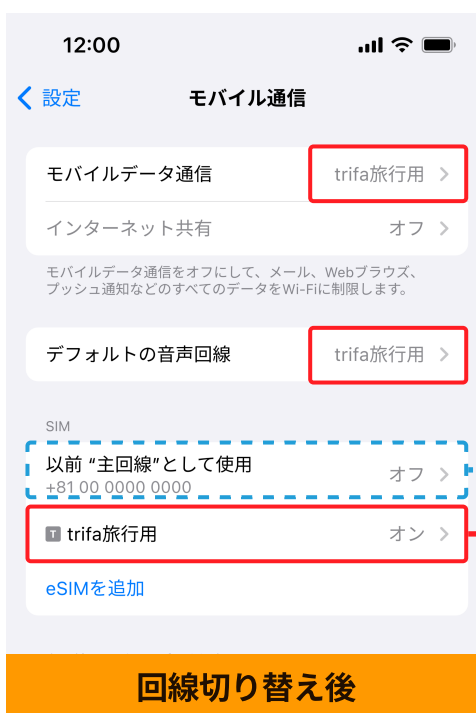 12:00
設定
モバイル通信
モバイルデータ通信
trifa旅行用
インターネット共有
オフ
モバイルデータ通信をオフにして、メール、Webブラウズ、
プッシュ通知などのすべてのデータをWi-Fiに制限します。
デフォルトの音声回線
trifa旅行用
SIM
以前 “主回線”として使用
+81 00 0000 0000
オフ
T trifa旅行用
オン
eSIMを追加
回線切り替え後